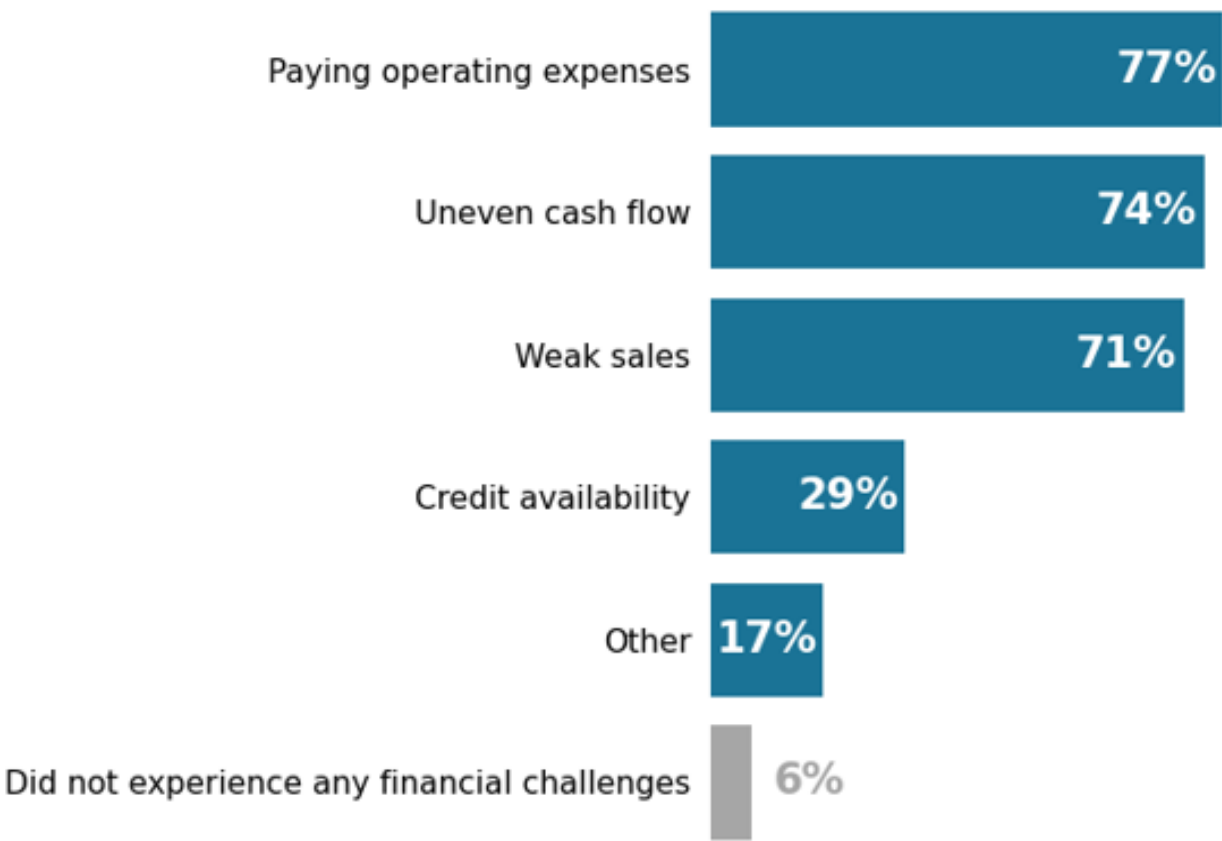 Paying operating expenses 77%
Uneven cash flow 74%
Weak sales 71%
Credit availability 29%
Other 17%
Did not experience any financial challenges 6%